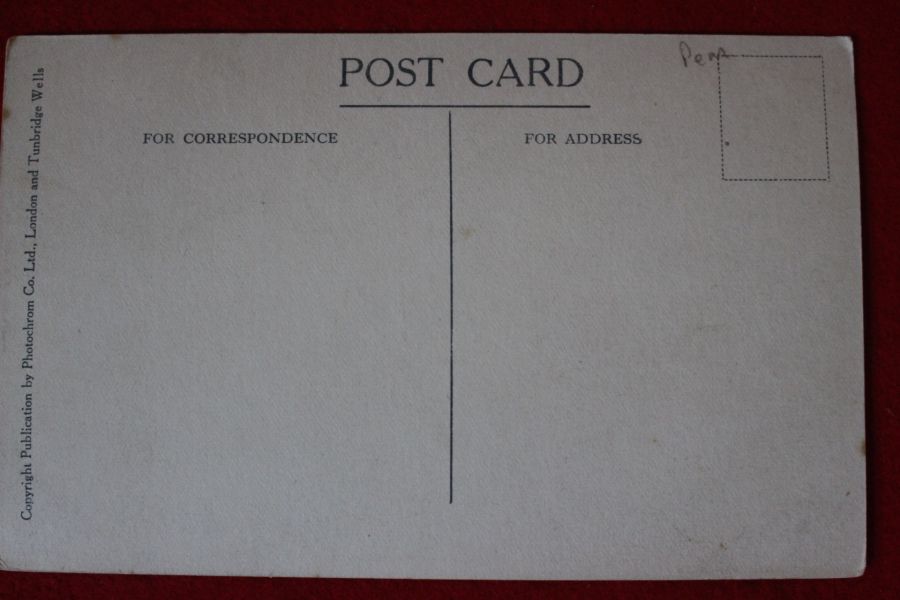 POST CARD
FOR CORRESPONDENCE
FOR ADDRESS
Copyright Publication by Photochrom Co. Ltd., London and Tunbridge Wells